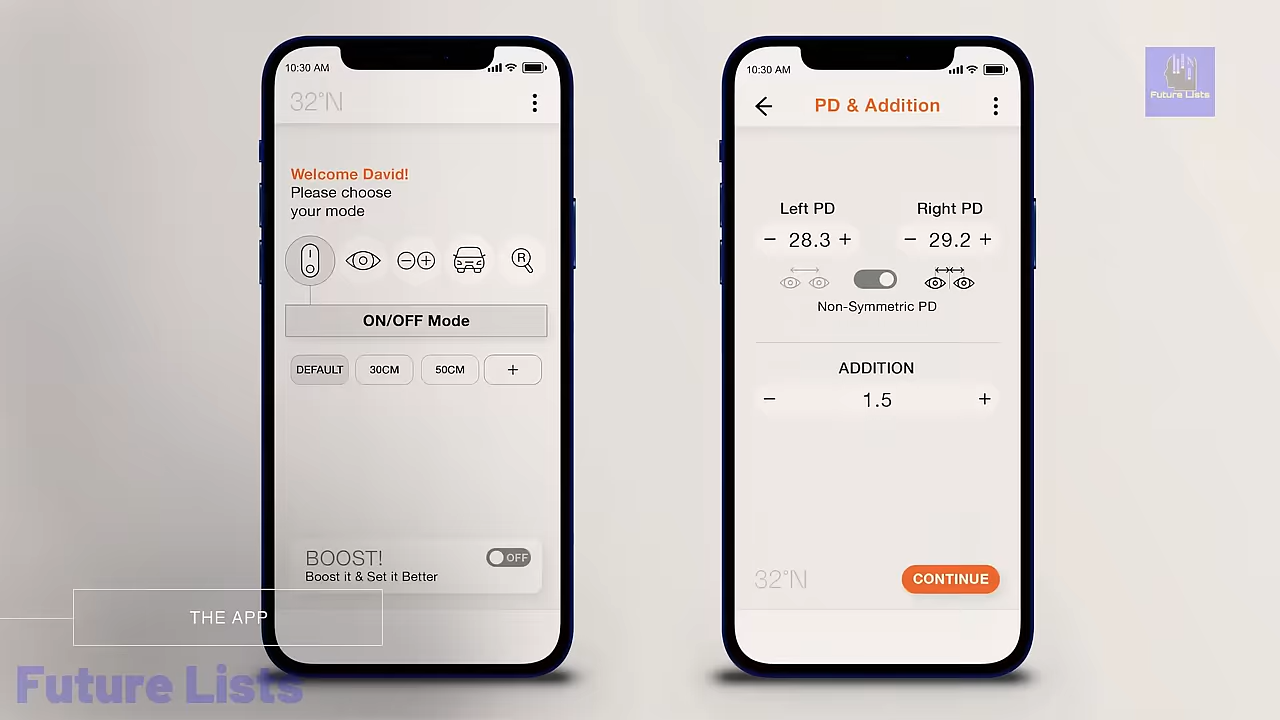 10:30 AM
32°N
Welcome David!
Please choose
your mode
R
ON/OFF Mode
DEFAULT
30CM
50CM
+
BOOST!
Boost it & Set it Better
OFF
THE APP
Future Lists
10:30 AM
PD & Addition
Left PD
Right PD
− 28.3 +
− 29.2 +
Non-Symmetric PD
ADDITION
− 1.5 +
32°N
CONTINUE
Future Lists